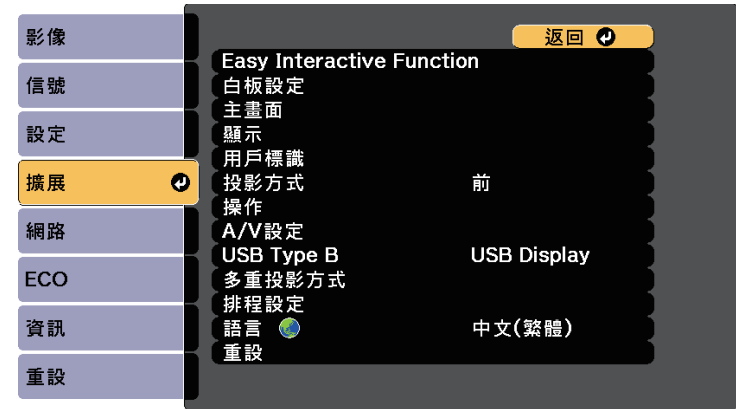 影像
信號
設定
擴展
網路
ECO
資訊
重設
返回
Easy Interactive Function
白板設定
主畫面
顯示
用戶標識
投影方式 前
操作
A/V設定
USB Type B USB Display
多重投影方式
排程設定
語言 中文(繁體)
重設